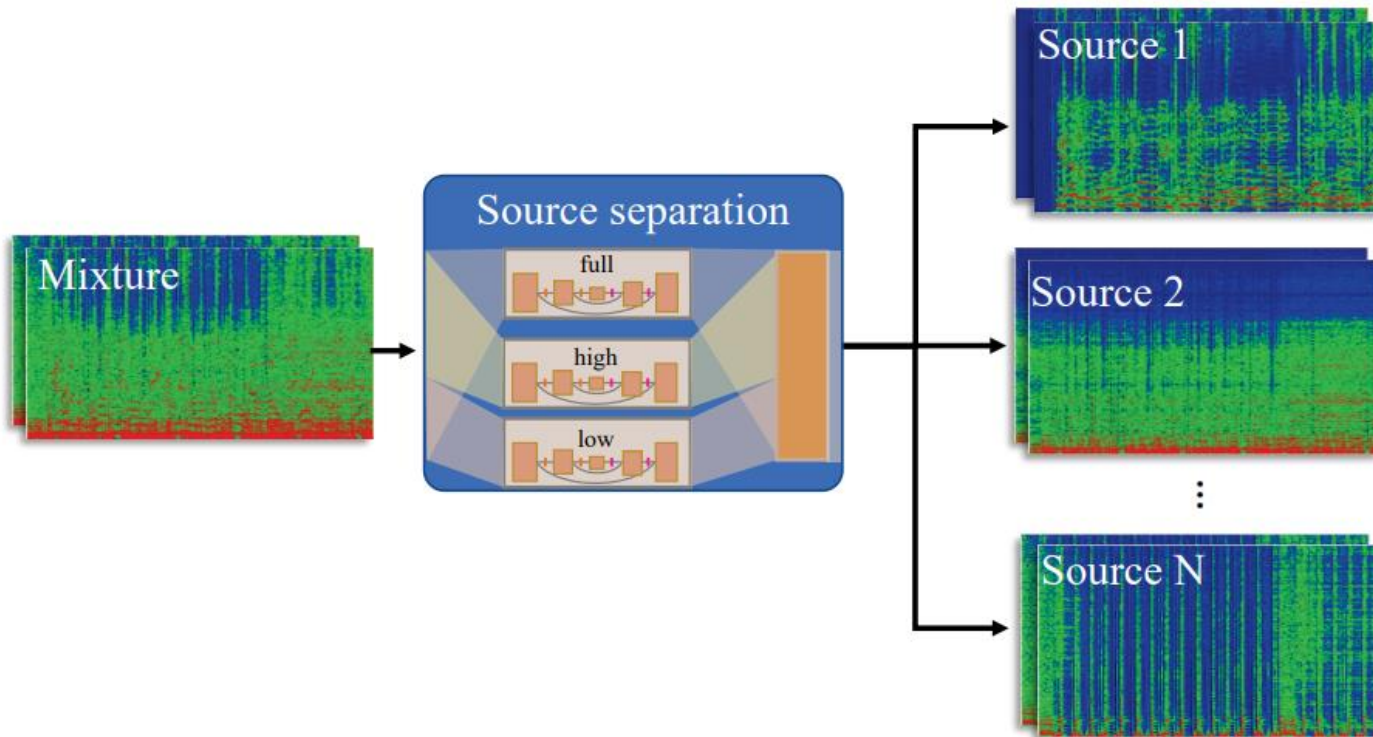 Mixture
Source separation
full
high
low
Source 1
Source 2
⋮
Source N